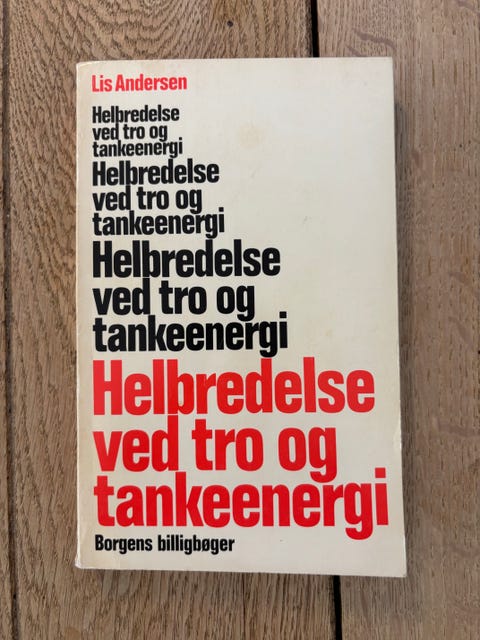 Lis Andersen
Helbredelse
ved tro og
tankeenergi
Helbredelse
ved tro og
tankeenergi
Helbredelse
ved tro og
tankeenergi
Helbredelse
ved tro og
tankeenergi
Borgens billigbøger